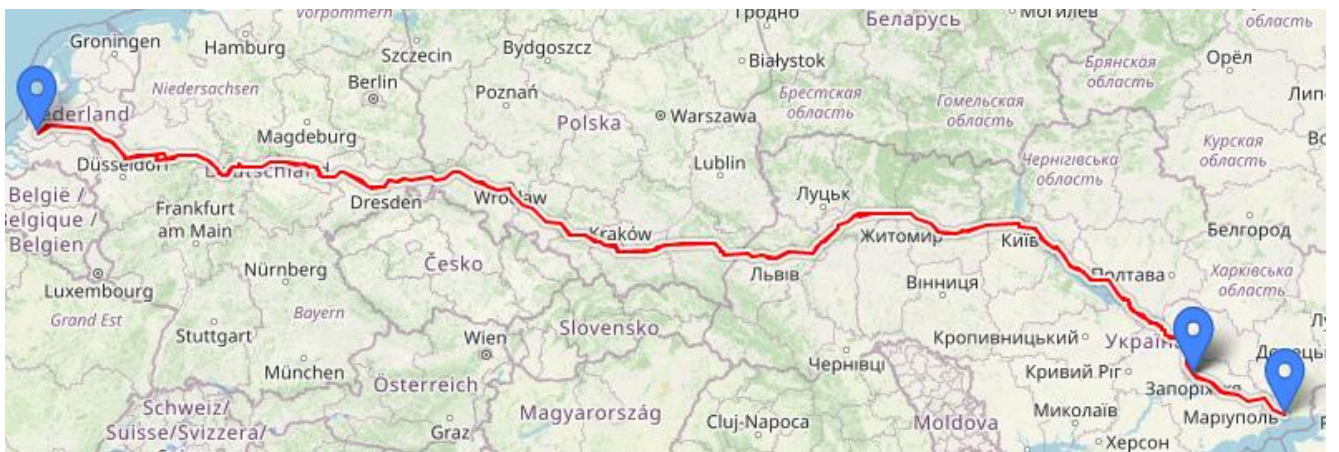 Vorpommern
Гродно
Беларусь
Могилёв
область
Groningen
Hamburg
Szczecin
Bydgoszcz
Białystok
Брянская
область
Орёл
Berlin
Niedersachsen
Poznań
Брестская
область
Гомельская
область
Nederland
Magdeburg
Polska
Warszawa
Курская
область
Düsseldorf
Deutschland
Lublin
Чернігівська
область
België /
Belgique /
Belgien
Dresden
Wrocław
Луцьк
Frankfurt
am Main
Kraków
Житомир
Київ
Белгород
Česko
Львів
Полтава
Харківська
область
Nürnberg
Luxembourg
Вінниця
Grand Est
Bayern
Stuttgart
Slovensko
Кропивницький
Україна
Wien
München
Чернівці
Кривий Ріг
Запоріжжя
Österreich
Schweiz/
Suisse/Svizzera/
Magyarország
Cluj-Napoca
Moldova
Миколаїв
Маріуполь
Graz
Херсон